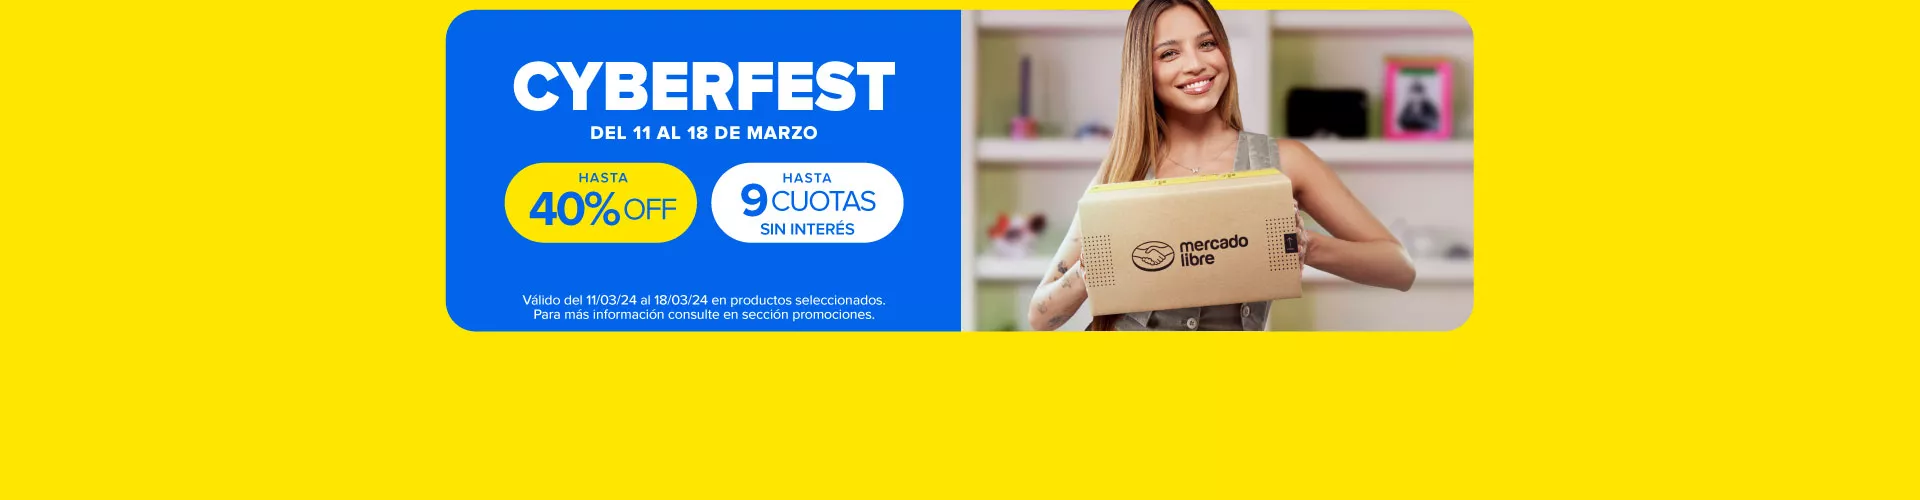 CYBERFEST
DEL 11 AL 18 DE MARZO
HASTA
40% OFF
HASTA
9 CUOTAS
SIN INTERÉS
Válido del 11/03/24 al 18/03/24 en productos seleccionados.
Para más información consulte en sección promociones.
mercado
libre